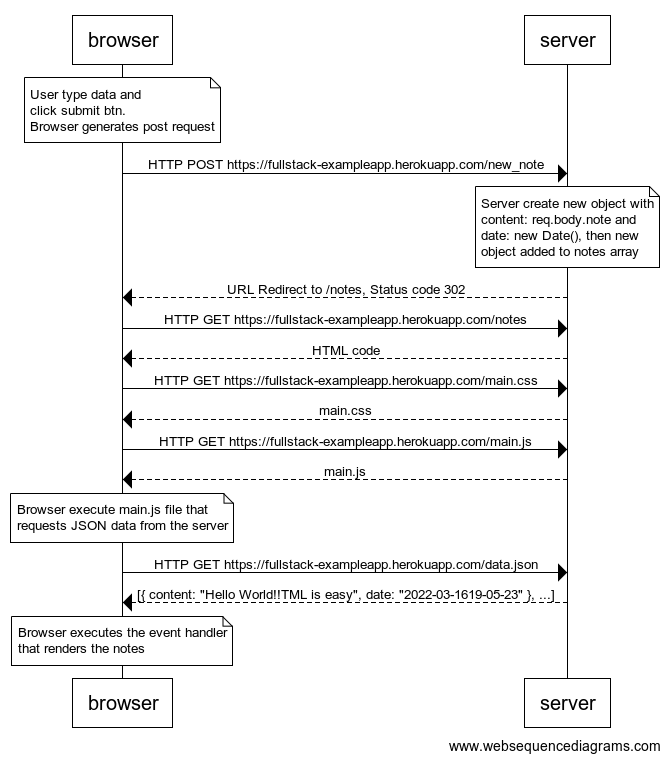 browser
server
User type data and
click submit btn.
Browser generates post request
HTTP POST https://fullstack-exampleapp.herokuapp.com/new_note
Server create new object with
content: req.body.note and
date: new Date(), then new
object added to notes array
URL Redirect to /notes, Status code 302
HTTP GET https://fullstack-exampleapp.herokuapp.com/notes
HTML code
HTTP GET https://fullstack-exampleapp.herokuapp.com/main.css
main.css
HTTP GET https://fullstack-exampleapp.herokuapp.com/main.js
main.js
Browser execute main.js file that
requests JSON data from the server
HTTP GET https://fullstack-exampleapp.herokuapp.com/data.json
[{ content: "Hello World!!TML is easy", date: "2022-03-1619-05-23" }, ...]
Browser executes the event handler
that renders the notes
browser
server
www.websequencediagrams.com